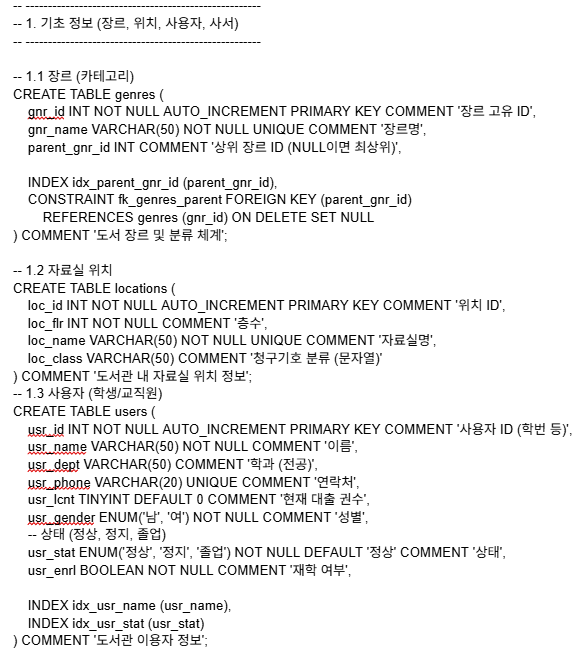 -- --------------------------------------------------
-- 1. 기초 정보 (장르, 위치, 사용자, 사서)
-- --------------------------------------------------
-- 1.1 장르 (카테고리)
CREATE TABLE genres (
gnr_id INT NOT NULL AUTO_INCREMENT PRIMARY KEY COMMENT '장르 고유 ID',
gnr_name VARCHAR(50) NOT NULL UNIQUE COMMENT '장르명',
parent_gnr_id INT COMMENT '상위 장르 ID (NULL이면 최상위)',
INDEX idx_parent_gnr_id (parent_gnr_id),
CONSTRAINT fk_genres_parent FOREIGN KEY (parent_gnr_id)
REFERENCES genres (gnr_id) ON DELETE SET NULL
) COMMENT '도서 장르 및 분류 체계';
-- 1.2 자료실 위치
CREATE TABLE locations (
loc_id INT NOT NULL AUTO_INCREMENT PRIMARY KEY COMMENT '위치 ID',
loc_flr INT NOT NULL COMMENT '층수',
loc_name VARCHAR(50) NOT NULL UNIQUE COMMENT '자료실명',
loc_class VARCHAR(50) COMMENT '청구기호 분류 (문자열)'
) COMMENT '도서관 내 자료실 위치 정보';
-- 1.3 사용자 (학생/교직원)
CREATE TABLE users (
usr_id INT NOT NULL AUTO_INCREMENT PRIMARY KEY COMMENT '사용자 ID (학번 등)',
usr_name VARCHAR(50) NOT NULL COMMENT '이름',
usr_dept VARCHAR(50) COMMENT '학과 (전공)',
usr_phone VARCHAR(20) UNIQUE COMMENT '연락처',
usr_lcnt TINYINT DEFAULT 0 COMMENT '현재 대출 권수',
usr_gender ENUM('남', '여') NOT NULL COMMENT '성별',
-- 상태 (정상, 정지, 졸업)
usr_stat ENUM('정상', '정지', '졸업') NOT NULL DEFAULT '정상' COMMENT '상태',
usr_enrl BOOLEAN NOT NULL COMMENT '재학 여부',
INDEX idx_usr_name (usr_name),
INDEX idx_usr_stat (usr_stat)
) COMMENT '도서관 이용자 정보';